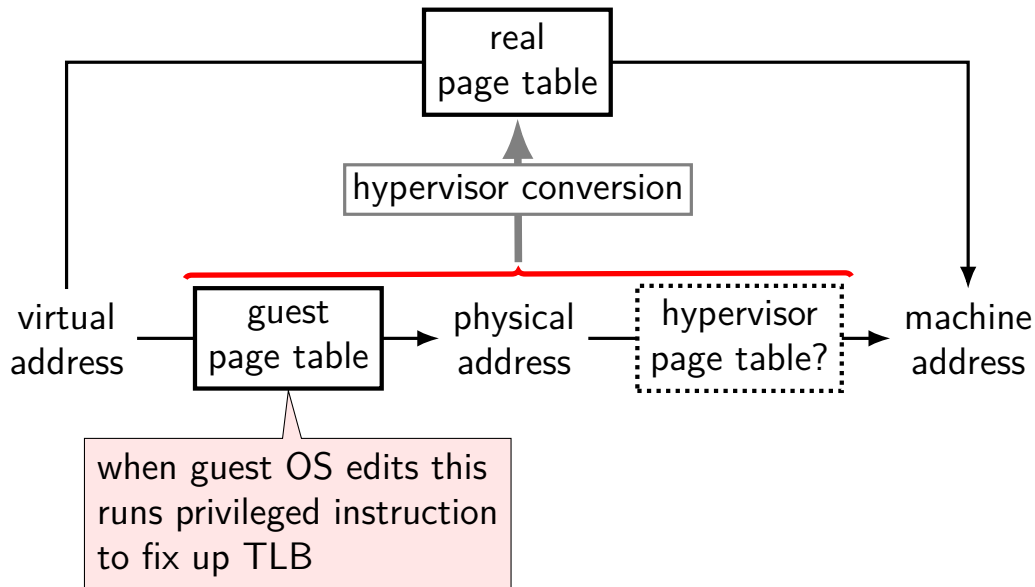 real
page table
hypervisor conversion
virtual
address
guest
page table
physical
address
hypervisor
page table?
machine
address
when guest OS edits this
runs privileged instruction
to fix up TLB